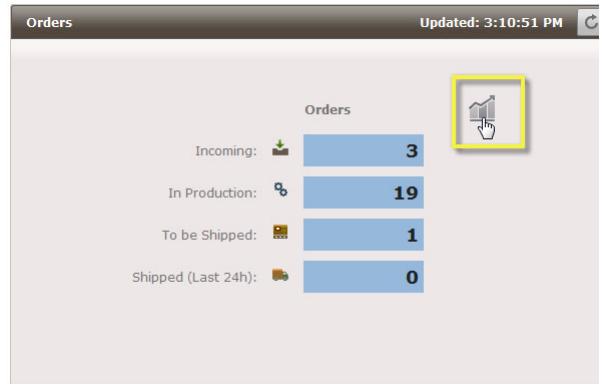 Orders Updated: 3:10:51 PM
Orders
Incoming: 3
In Production: 19
To be Shipped: 1
Shipped (Last 24h): 0